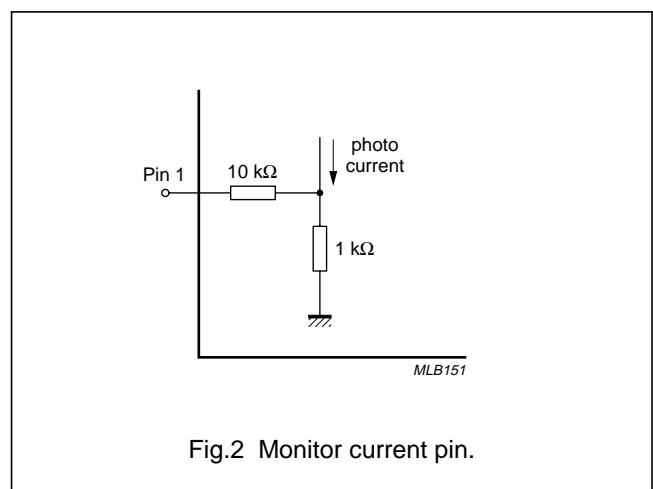 photo
current
Pin 1
10 kΩ
1 kΩ
MLB151
Fig.2 Monitor current pin.